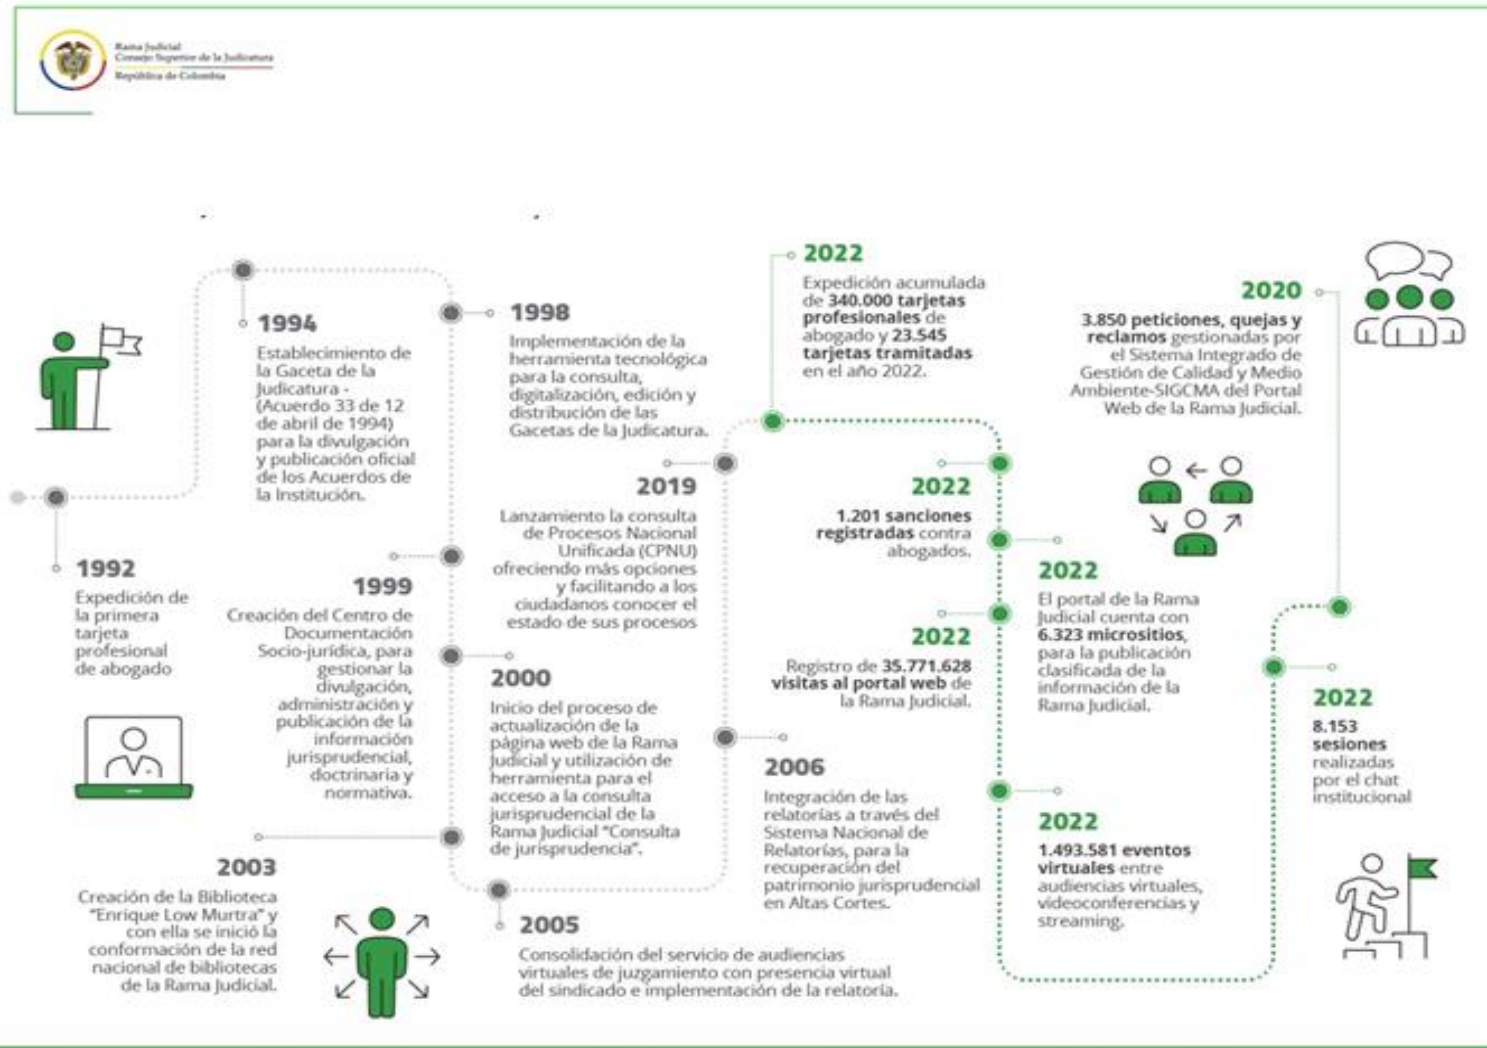 Rama Judicial
Consejo Superior de la Judicatura
República de Colombia
1992
Expedición de
la primera
tarjeta
profesional
de abogado
1994
Establecimiento de
la Gaceta de la
Judicatura -
(Acuerdo 33 de 12
de abril de 1994)
para la divulgación
y publicación oficial
de los Acuerdos de
la Institución.
1998
Implementación de la
herramienta tecnológica
para la consulta,
digitalización, edición y
distribución de las
Gacetas de la Judicatura.
1999
Creación del Centro de
Documentación
Socio-jurídica, para
gestionar la
divulgación,
administración y
publicación de la
información
jurisprudencial,
doctrinaria y
normativa.
2000
Inicio del proceso de
actualización de la
página web de la Rama
Judicial y utilización de
herramienta para el
acceso a la consulta
jurisprudencial de la
Rama Judicial "Consulta
de jurisprudencia".
2003
Creación de la Biblioteca
"Enrique Low Murtra" y
con ella se inició la
conformación de la red
nacional de bibliotecas
de la Rama Judicial.
2005
Consolidación del servicio de audiencias
virtuales de juzgamiento con presencia virtual
del sindicado e implementación de la relatoría.
2006
Integración de las
relatorías a través del
Sistema Nacional de
Relatorías, para la
recuperación del
patrimonio jurisprudencial
en Altas Cortes.
2019
Lanzamiento la consulta
de Procesos Nacional
Unificada (CPNU)
ofreciendo más opciones
y facilitando a los
ciudadanos conocer el
estado de sus procesos
2022
Expedición acumulada
de 340.000 tarjetas
profesionales de
abogado y 23.545
tarjetas tramitadas
en el año 2022.
2022
1.201 sanciones
registradas contra
abogados.
2022
El portal de la Rama
Judicial cuenta con
6.323 micrositios,
para la publicación
clasificada de la
información de la
Rama Judicial.
2022
Registro de 35.771.628
visitas al portal web de
la Rama Judicial.
2022
1.493.581 eventos
virtuales entre
audiencias virtuales,
videoconferencias y
streaming.
2022
8.153
sesiones
realizadas
por el chat
institucional
2020
3.850 peticiones, quejas y
reclamos gestionadas por
el Sistema Integrado de
Gestión de Calidad y Medio
Ambiente-SIGCMA del Portal
Web de la Rama Judicial.